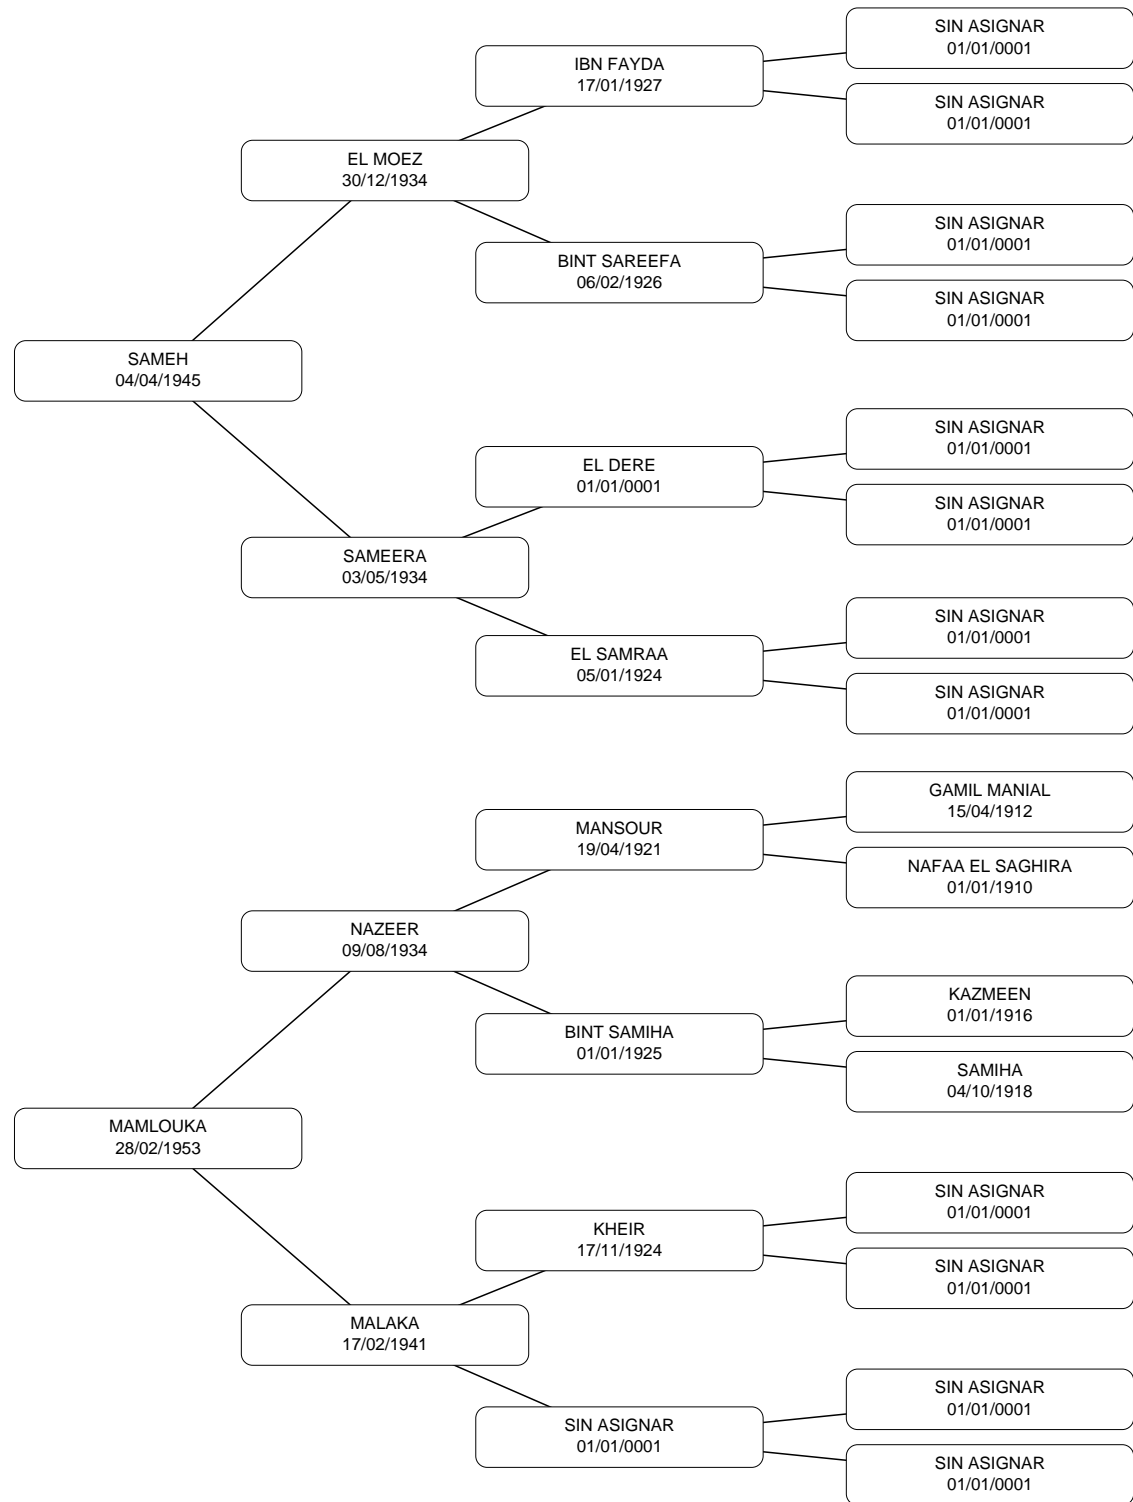 SIN ASIGNAR
01/01/0001
IBN FAYDA
17/01/1927
SIN ASIGNAR
01/01/0001
EL MOEZ
30/12/1934
SIN ASIGNAR
01/01/0001
BINT SAREEFA
06/02/1926
SIN ASIGNAR
01/01/0001
SAMEH
04/04/1945
SIN ASIGNAR
01/01/0001
EL DERE
01/01/0001
SIN ASIGNAR
01/01/0001
SAMEERA
03/05/1934
SIN ASIGNAR
01/01/0001
EL SAMRAA
05/01/1924
SIN ASIGNAR
01/01/0001
GAMIL MANIAL
15/04/1912
MANSOUR
19/04/1921
NAFAA EL SAGHIRA
01/01/1910
NAZEER
09/08/1934
KAZMEEN
01/01/1916
BINT SAMIHA
01/01/1925
SAMIHA
04/10/1918
MAMLOUKA
28/02/1953
SIN ASIGNAR
01/01/0001
KHEIR
17/11/1924
SIN ASIGNAR
01/01/0001
MALAKA
17/02/1941
SIN ASIGNAR
01/01/0001
SIN ASIGNAR
01/01/0001
SIN ASIGNAR
01/01/0001